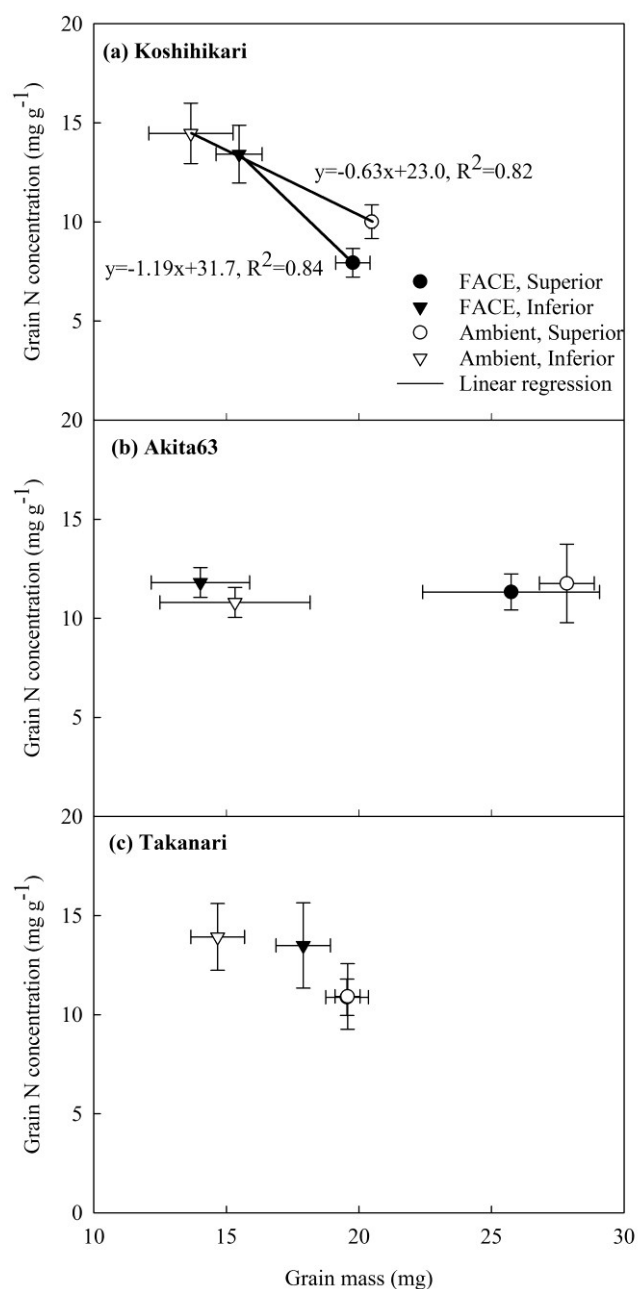 20
(a) Koshihikari
15
10
5
Grain N concentration (mg g-1)
y=-0.63x+23.0, R2=0.82
y=-1.19x+31.7, R2=0.84
FACE, Superior
FACE, Inferior
Ambient, Superior
Ambient, Inferior
Linear regression
20
(b) Akita63
15
10
5
Grain N concentration (mg g-1)
20
(c) Takanari
15
10
5
0
Grain N concentration (mg g-1)
10 15 20 25 30
Grain mass (mg)